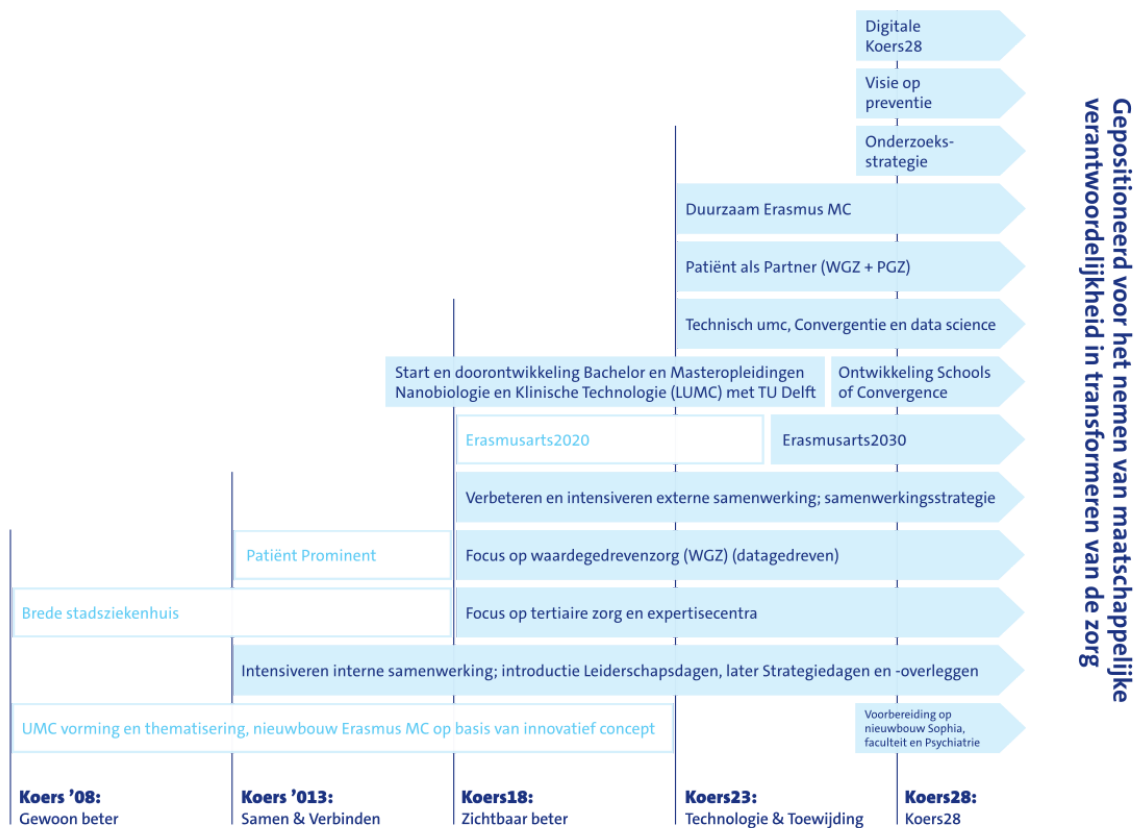 Digitale
Koers28
Visie op
preventie
Onderzoeks-
strategie
Duurzaam Erasmus MC
Patiënt als Partner (WGZ + PGZ)
Technisch umc, Convergentie en data science
Start en doorontwikkeling Bachelor en Masteropleidingen
Nanobiologie en Klinische Technologie (LUMC) met TU Delft
Ontwikkeling Schools
of Convergence
Erasmusarts2020
Erasmusarts2030
Verbeteren en intensiveren externe samenwerking; samenwerkingsstrategie
Patiënt Prominent
Focus op waardegedrevenzorg (WGZ) (datagedreven)
Brede stadsziekenhuis
Focus op tertiaire zorg en expertisecentra
Intensiveren interne samenwerking; introductie Leiderschapsdagen, later Strategiedagen en -overleggen
UMC vorming en thematisering, nieuwbouw Erasmus MC op basis van innovatief concept
Voorbereiding op
nieuwbouw Sophia,
faculteit en Psychiatrie
Koers ’08:
Gewoon beter
Koers ’013:
Samen & Verbinden
Koers18:
Zichtbaar beter
Koers23:
Technologie & Toewijding
Koers28:
Koers28
Gepositioneerd voor het nemen van maatschappelijke
verantwoordelijkheid in transformeren van de zorg